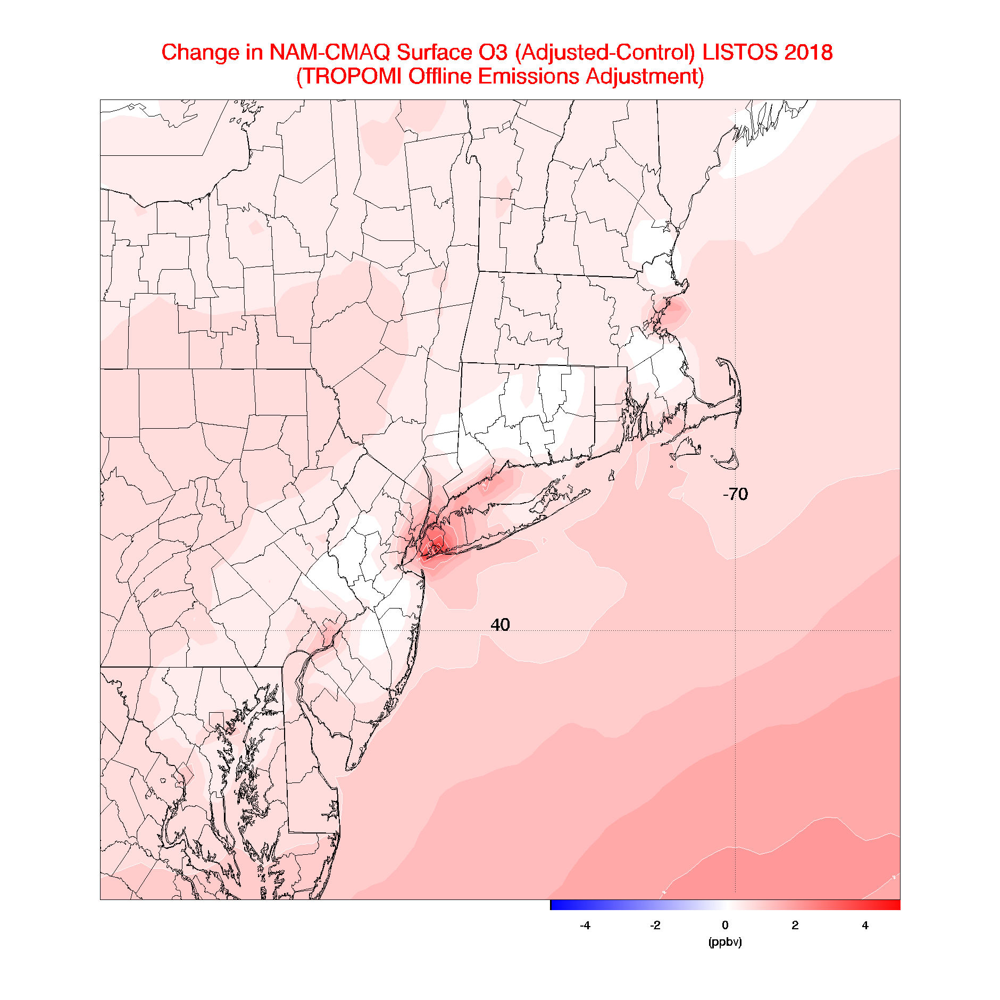 Change in NAM-CMAQ Surface O3 (Adjusted-Control) LISTOS 2018
(TROPOMI Offline Emissions Adjustment)
-70
40
-4 -2 0 2 4
(ppbv)